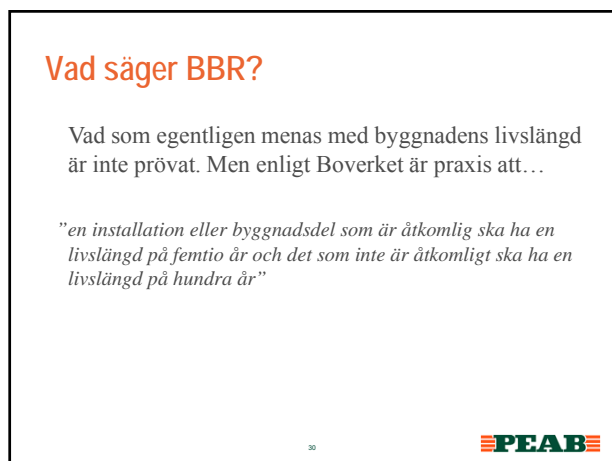 Vad säger BBR?
Vad som egentligen menas med byggnadens livslängd
är inte prövat. Men enligt Boverket är praxis att…
”en installation eller byggnadsdel som är åtkomlig ska ha en
livslängd på femtio år och det som inte är åtkomligt ska ha en
livslängd på hundra år”
30
PEAB